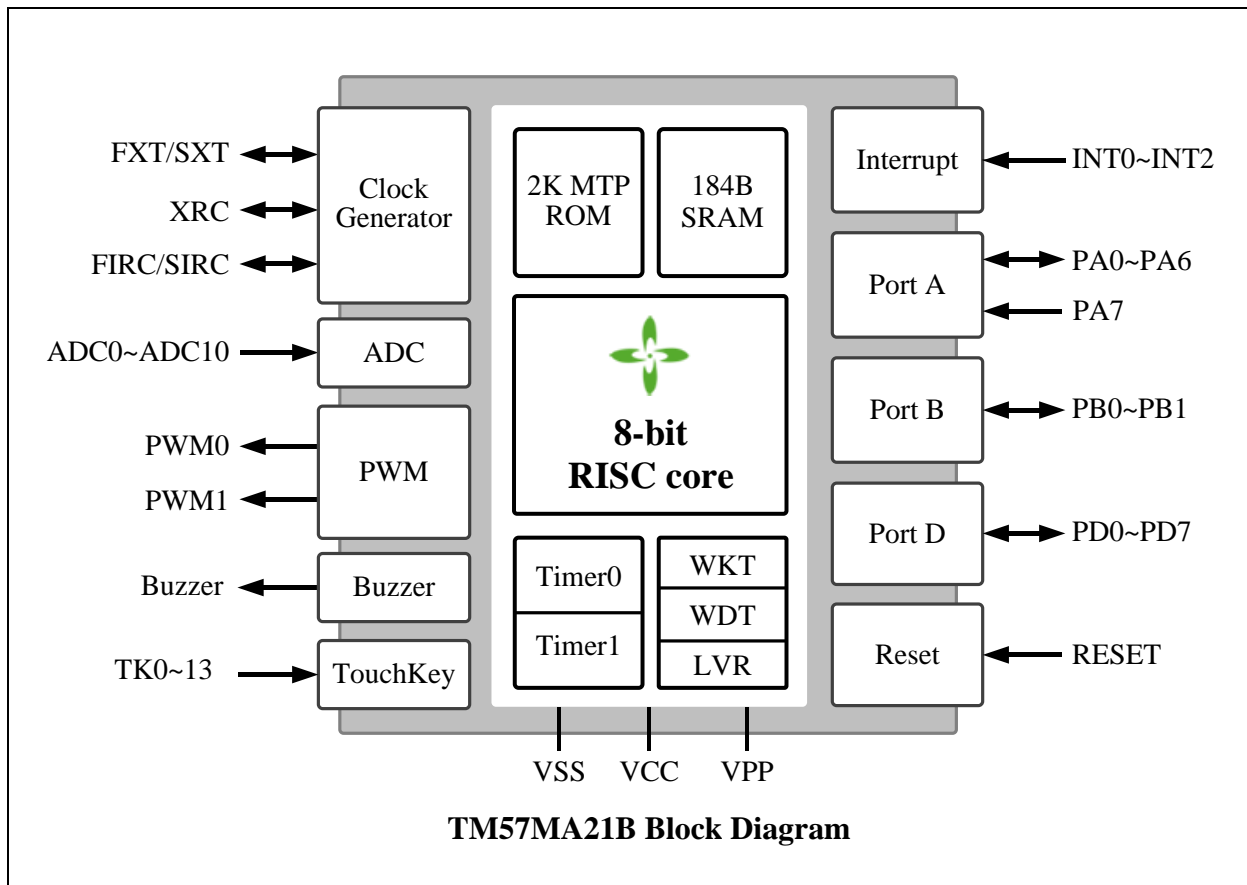 FXT/SXT
XRC
FIRC/SIRC
Clock
Generator
ADC0~ADC10
ADC
PWM0
PWM1
PWM
Buzzer
Buzzer
TK0~13
TouchKey
2K MTP
ROM
184B
SRAM
8-bit
RISC core
Timer0
Timer1
WKT
WDT
LVR
Interrupt
INT0~INT2
Port A
PA0~PA6
PA7
Port B
PB0~PB1
Port D
PD0~PD7
Reset
RESET
VSS
VCC
VPP
TM57MA21B Block Diagram